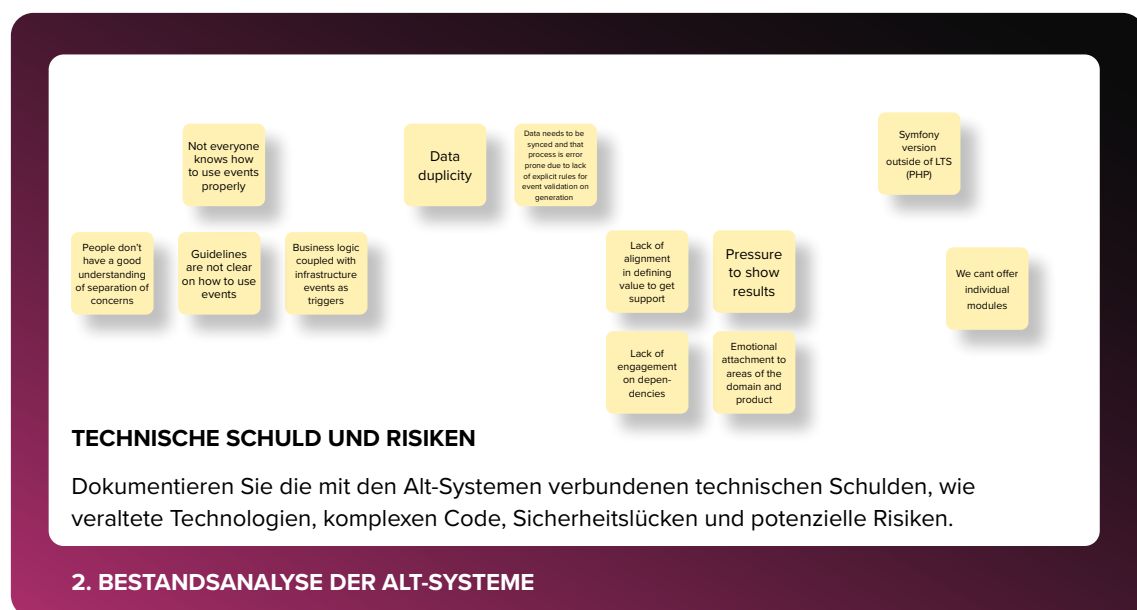 Not everyone
knows how
to use events
properly
Data
duplicity
Data needs to be
synced and that
process is error
prone due to lack
of explicit rules for
event validation on
generation
Symfony
version
outside of LTS
(PHP)
People don't
have a good
understanding
of separation of
concerns
Guidelines
are not clear
on how to use
events
Business logic
coupled with
infrastructure
events as
triggers
Lack of
alignment
in defining
value to get
support
Pressure
to show
results
We cant offer
individual
modules
Lack of
engagement
on depen-
dencies
Emotional
attachment to
areas of the
domain and
product
TECHNISCHE SCHULD UND RISIKEN
Dokumentieren Sie die mit den Alt-Systemen verbundenen technischen Schulden, wie
veraltete Technologien, komplexen Code, Sicherheitslücken und potenzielle Risiken.
2. BESTANDSANALYSE DER ALT-SYSTEME